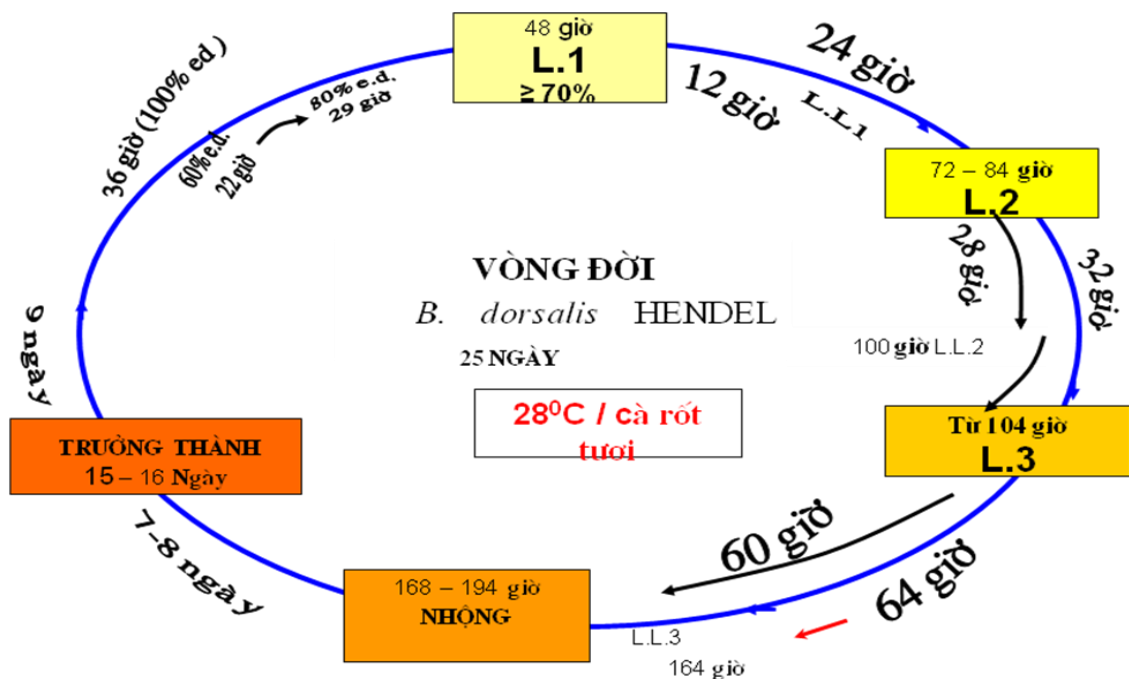 48 giờ
L.1
≥ 70%
24 giờ
12 giờ
L.L.1
72 – 84 giờ
L.2
28 giờ
32 giờ
100 giờ L.L.2
Từ 104 giờ
L.3
60 giờ
64 giờ
L.L.3
164 giờ
168 – 194 giờ
NHỘNG
7-8 ngày
TRƯỞNG THÀNH
15 – 16 Ngày
9 ngày
36 giờ (100% ed )
60% e.d.
22 giờ
80% e.d.
29 giờ
VÒNG ĐỜI
B. dorsalis HENDEL
25 NGÀY
28⁰C / cà rốt
tươi